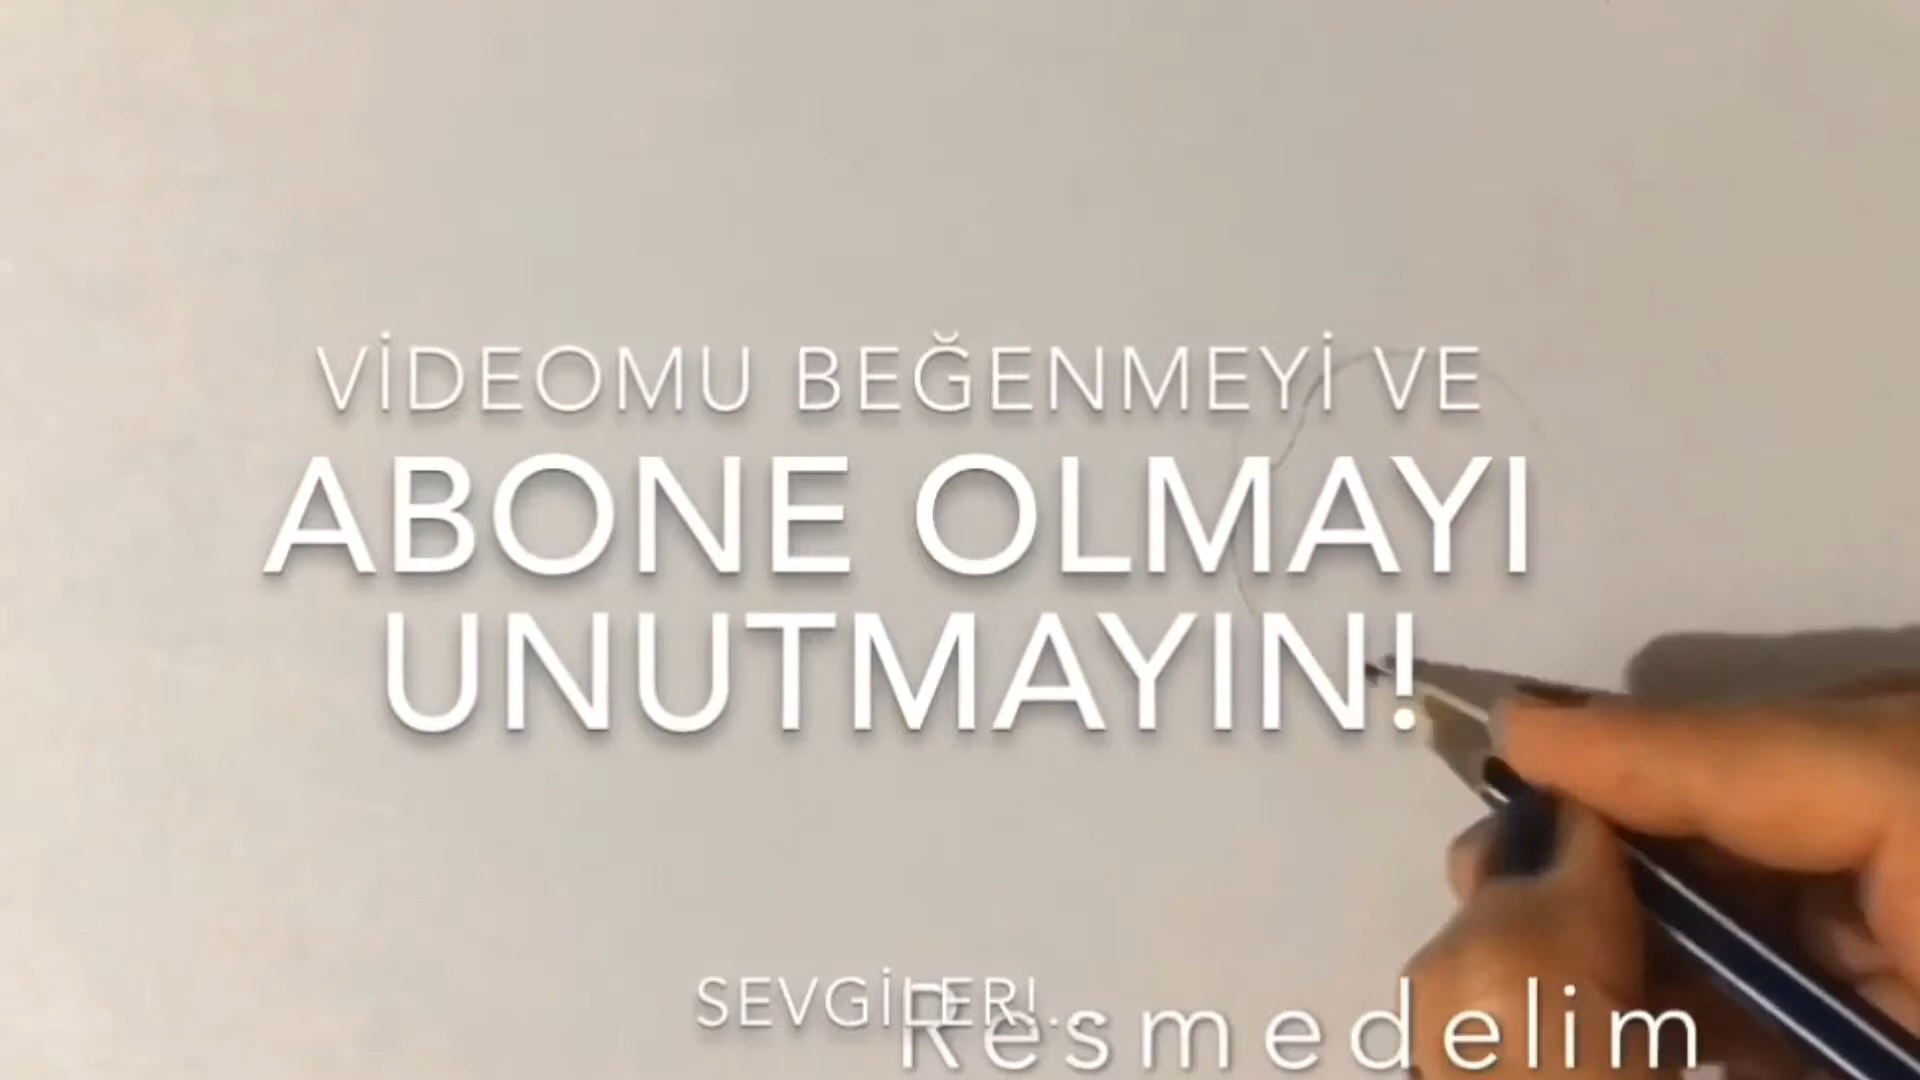 VİDEOMU BEĞENMEYİ VE
ABONE OLMAYI
UNUTMAYIN!
SEVGİLER!..
Resmedelim